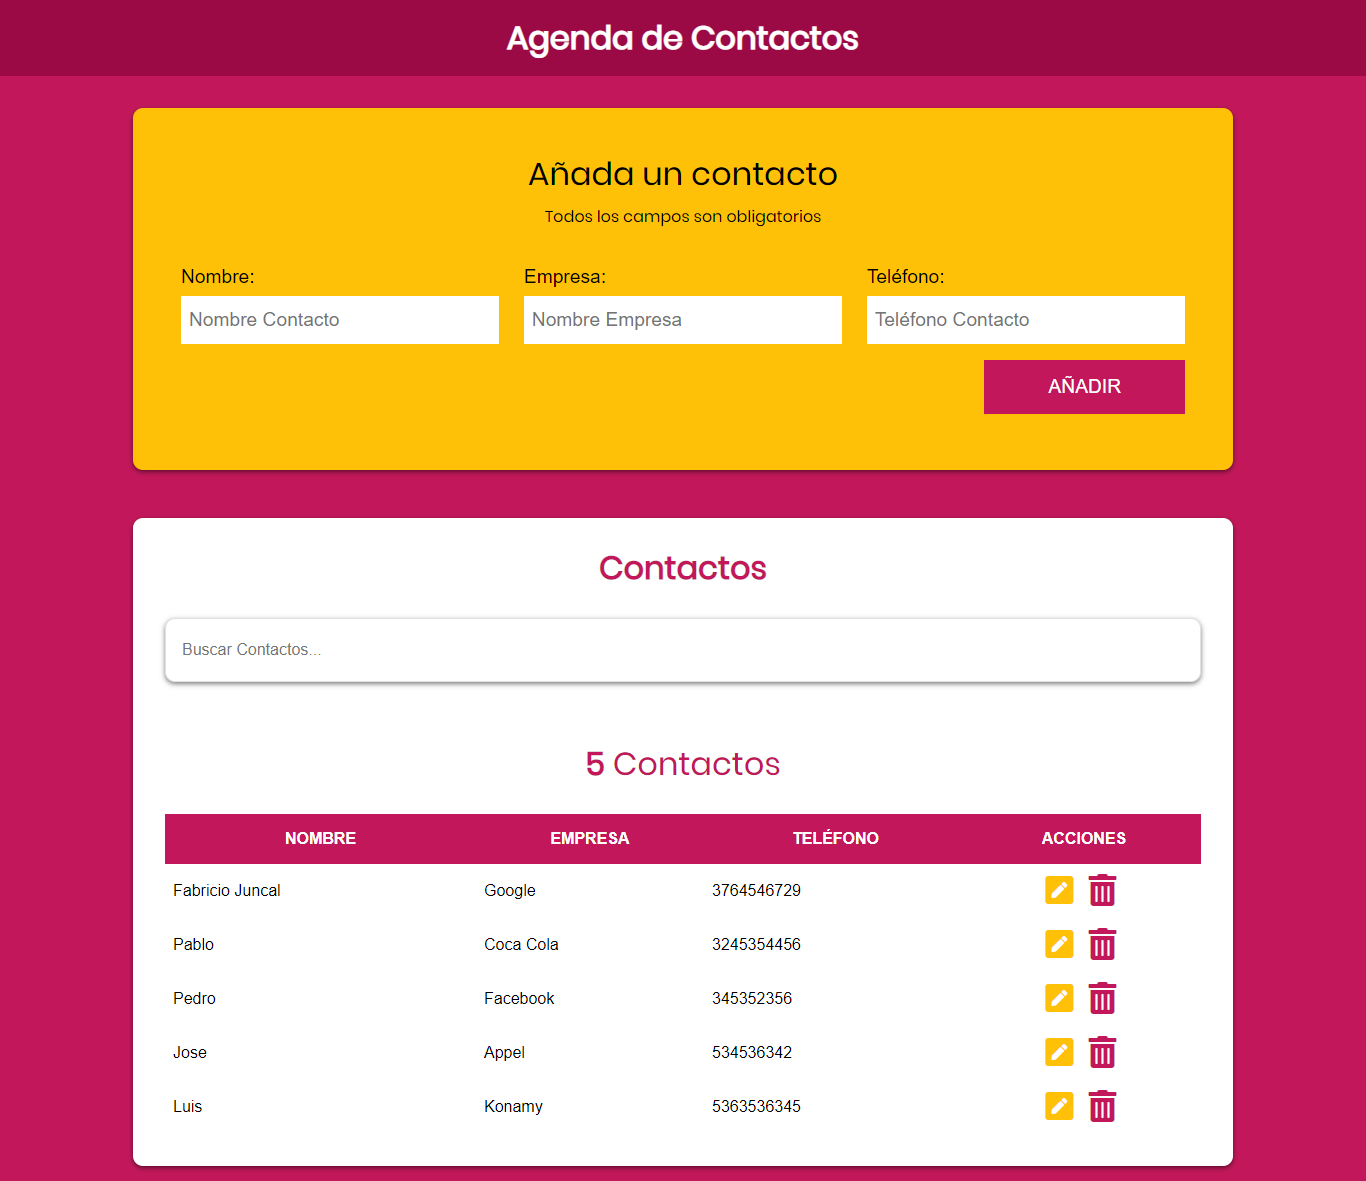 Agenda de Contactos
Añada un contacto
Todos los campos son obligatorios
Nombre: Empresa: Teléfono:
Nombre Contacto Nombre Empresa Teléfono Contacto
AÑADIR
Contactos
Buscar Contactos...
5 Contactos
NOMBRE EMPRESA TELÉFONO ACCIONES
Fabricio Juncal Google 3764546729
Pablo Coca Cola 3245354456
Pedro Facebook 345352356
Jose Appel 534536342
Luis Konamy 5363536345